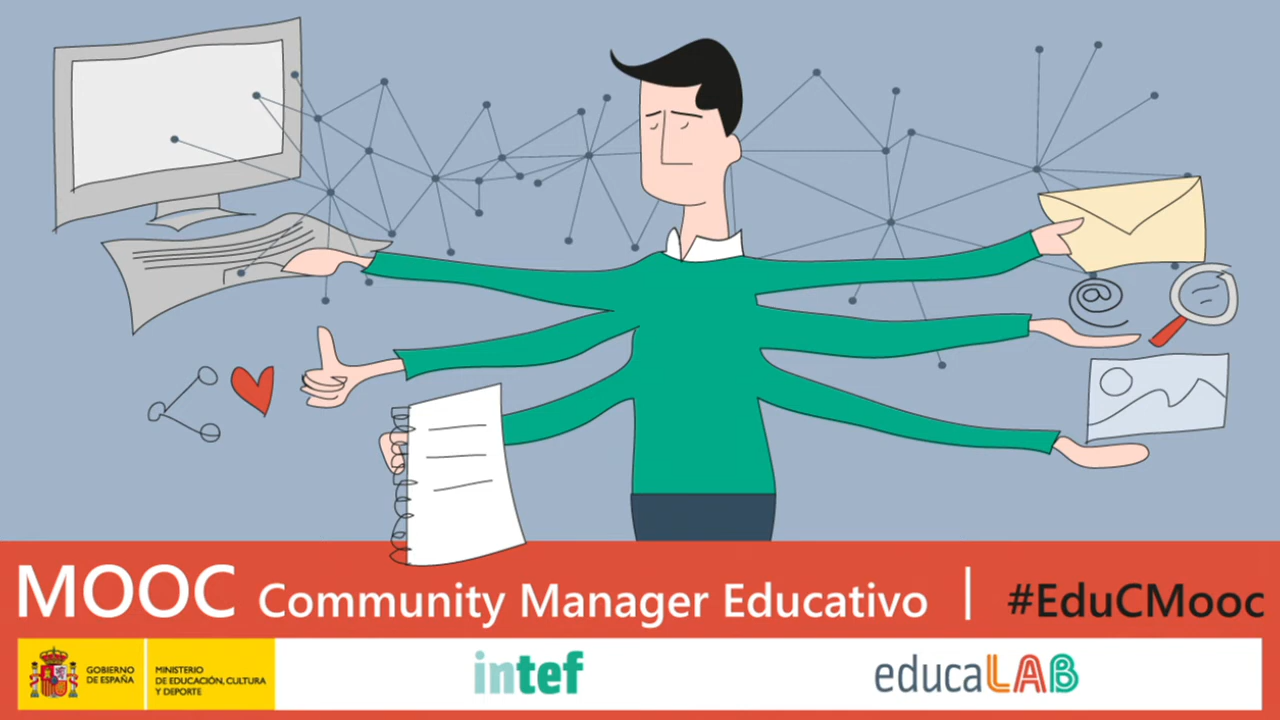 @
MOOC Community Manager Educativo | #EduCMooc
GOBIERNO
DE ESPAÑA
MINISTERIO
DE EDUCACIÓN, CULTURA
Y DEPORTE
intef
educaLAB